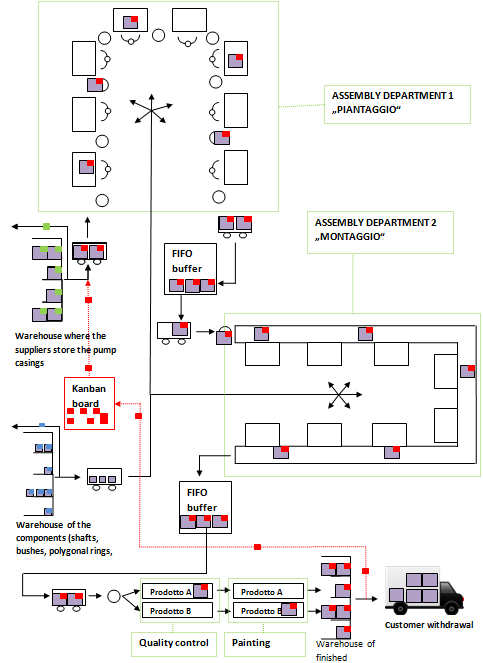 ASSEMBLY DEPARTMENT 1
„PIANTAGGIO“
ASSEMBLY DEPARTMENT 2
„MONTAGGIO“
FIFO
buffer
Warehouse where the
suppliers store the pump
casings
Kanban
board
FIFO
buffer
Warehouse of the
components (shafts,
bushes, polygonal rings,
Prodotto A
Prodotto B
Prodotto A
Prodotto B
Quality control
Painting
Warehouse of
finished
Customer withdrawal